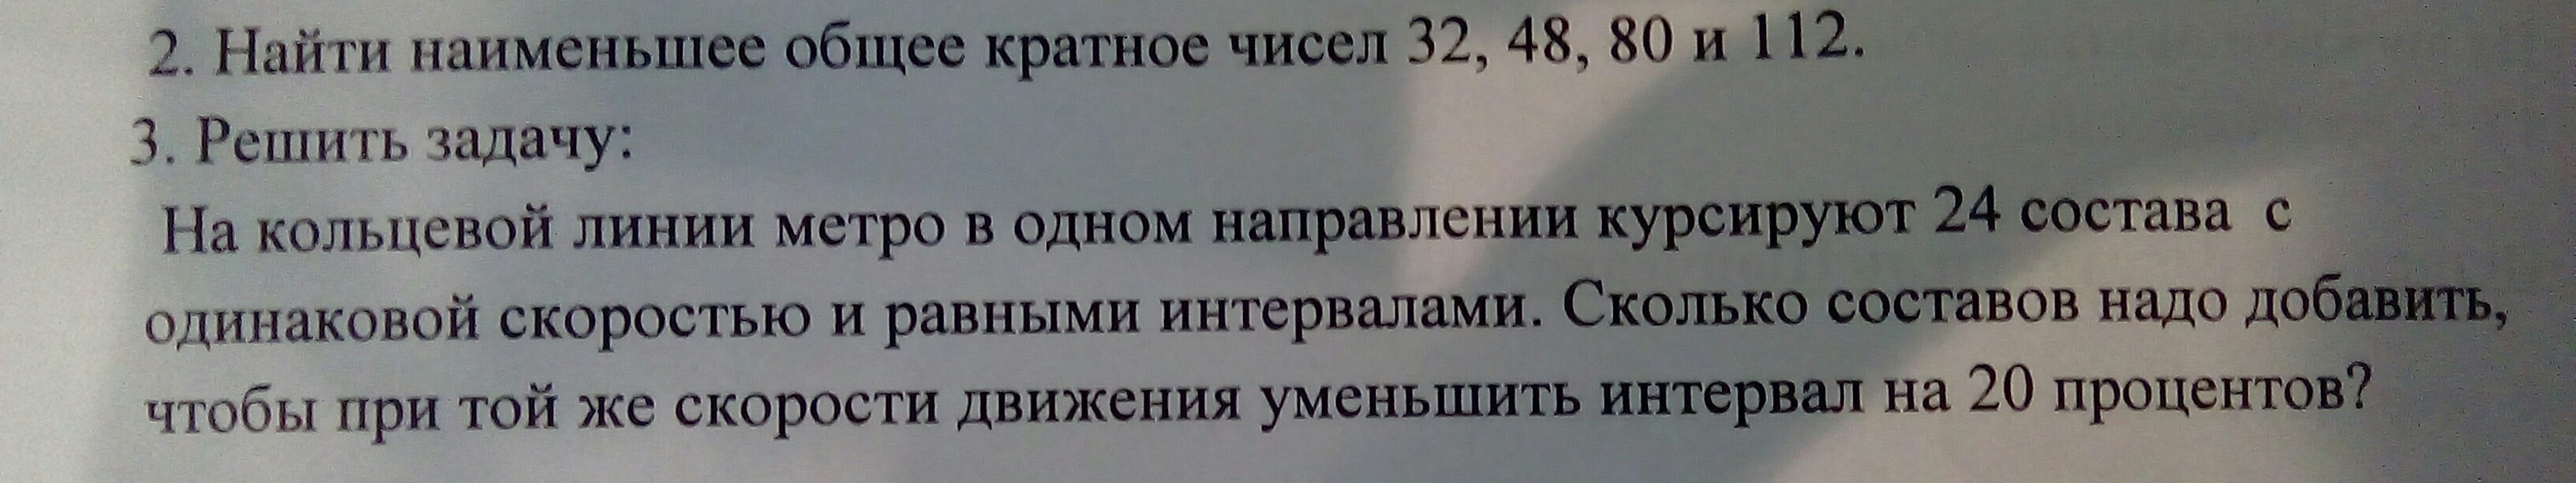 2. Найти наименьшее общее кратное чисел 32, 48, 80 и 112.
3. Решить задачу:
На кольцевой линии метро в одном направлении курсируют 24 состава с
одинаковой скоростью и равными интервалами. Сколько составов надо добавить,
чтобы при той же скорости движения уменьшить интервал на 20 процентов?